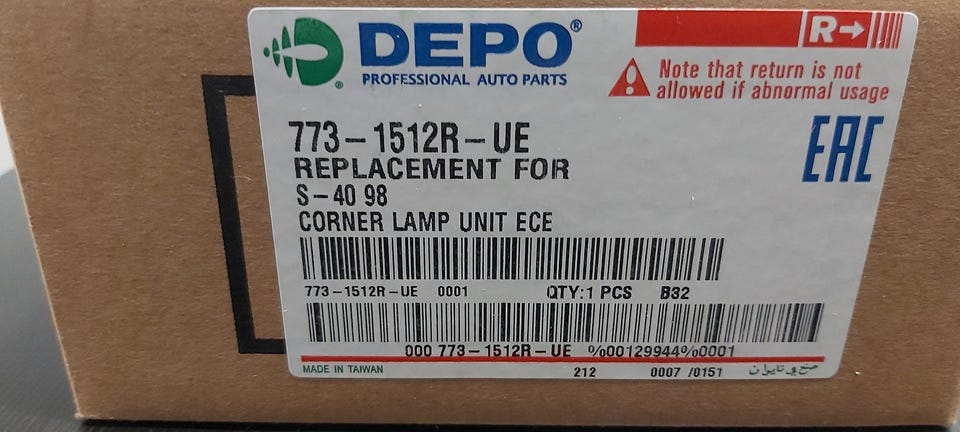 DEPO®
PROFESSIONAL AUTO PARTS
R→
Note that return is not
allowed if abnormal usage
773-1512R-UE
EAC
REPLACEMENT FOR
S-40 98
CORNER LAMP UNIT ECE
773-1512R-UE 0001 QTY:1 PCS B32
000 773-1512R-UE %00129944%0001
MADE IN TAIWAN 212 0007 /0151 صنع في تايوان